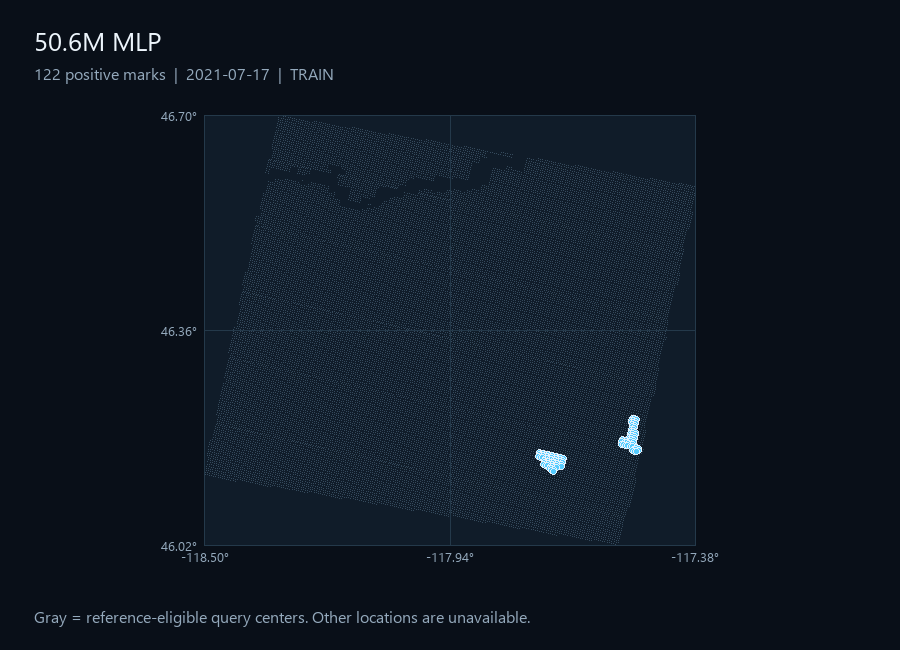 50.6M MLP
122 positive marks | 2021-07-17 | TRAIN
46.70°
46.36°
46.02°
-118.50°
-117.94°
-117.38°
Gray = reference-eligible query centers. Other locations are unavailable.